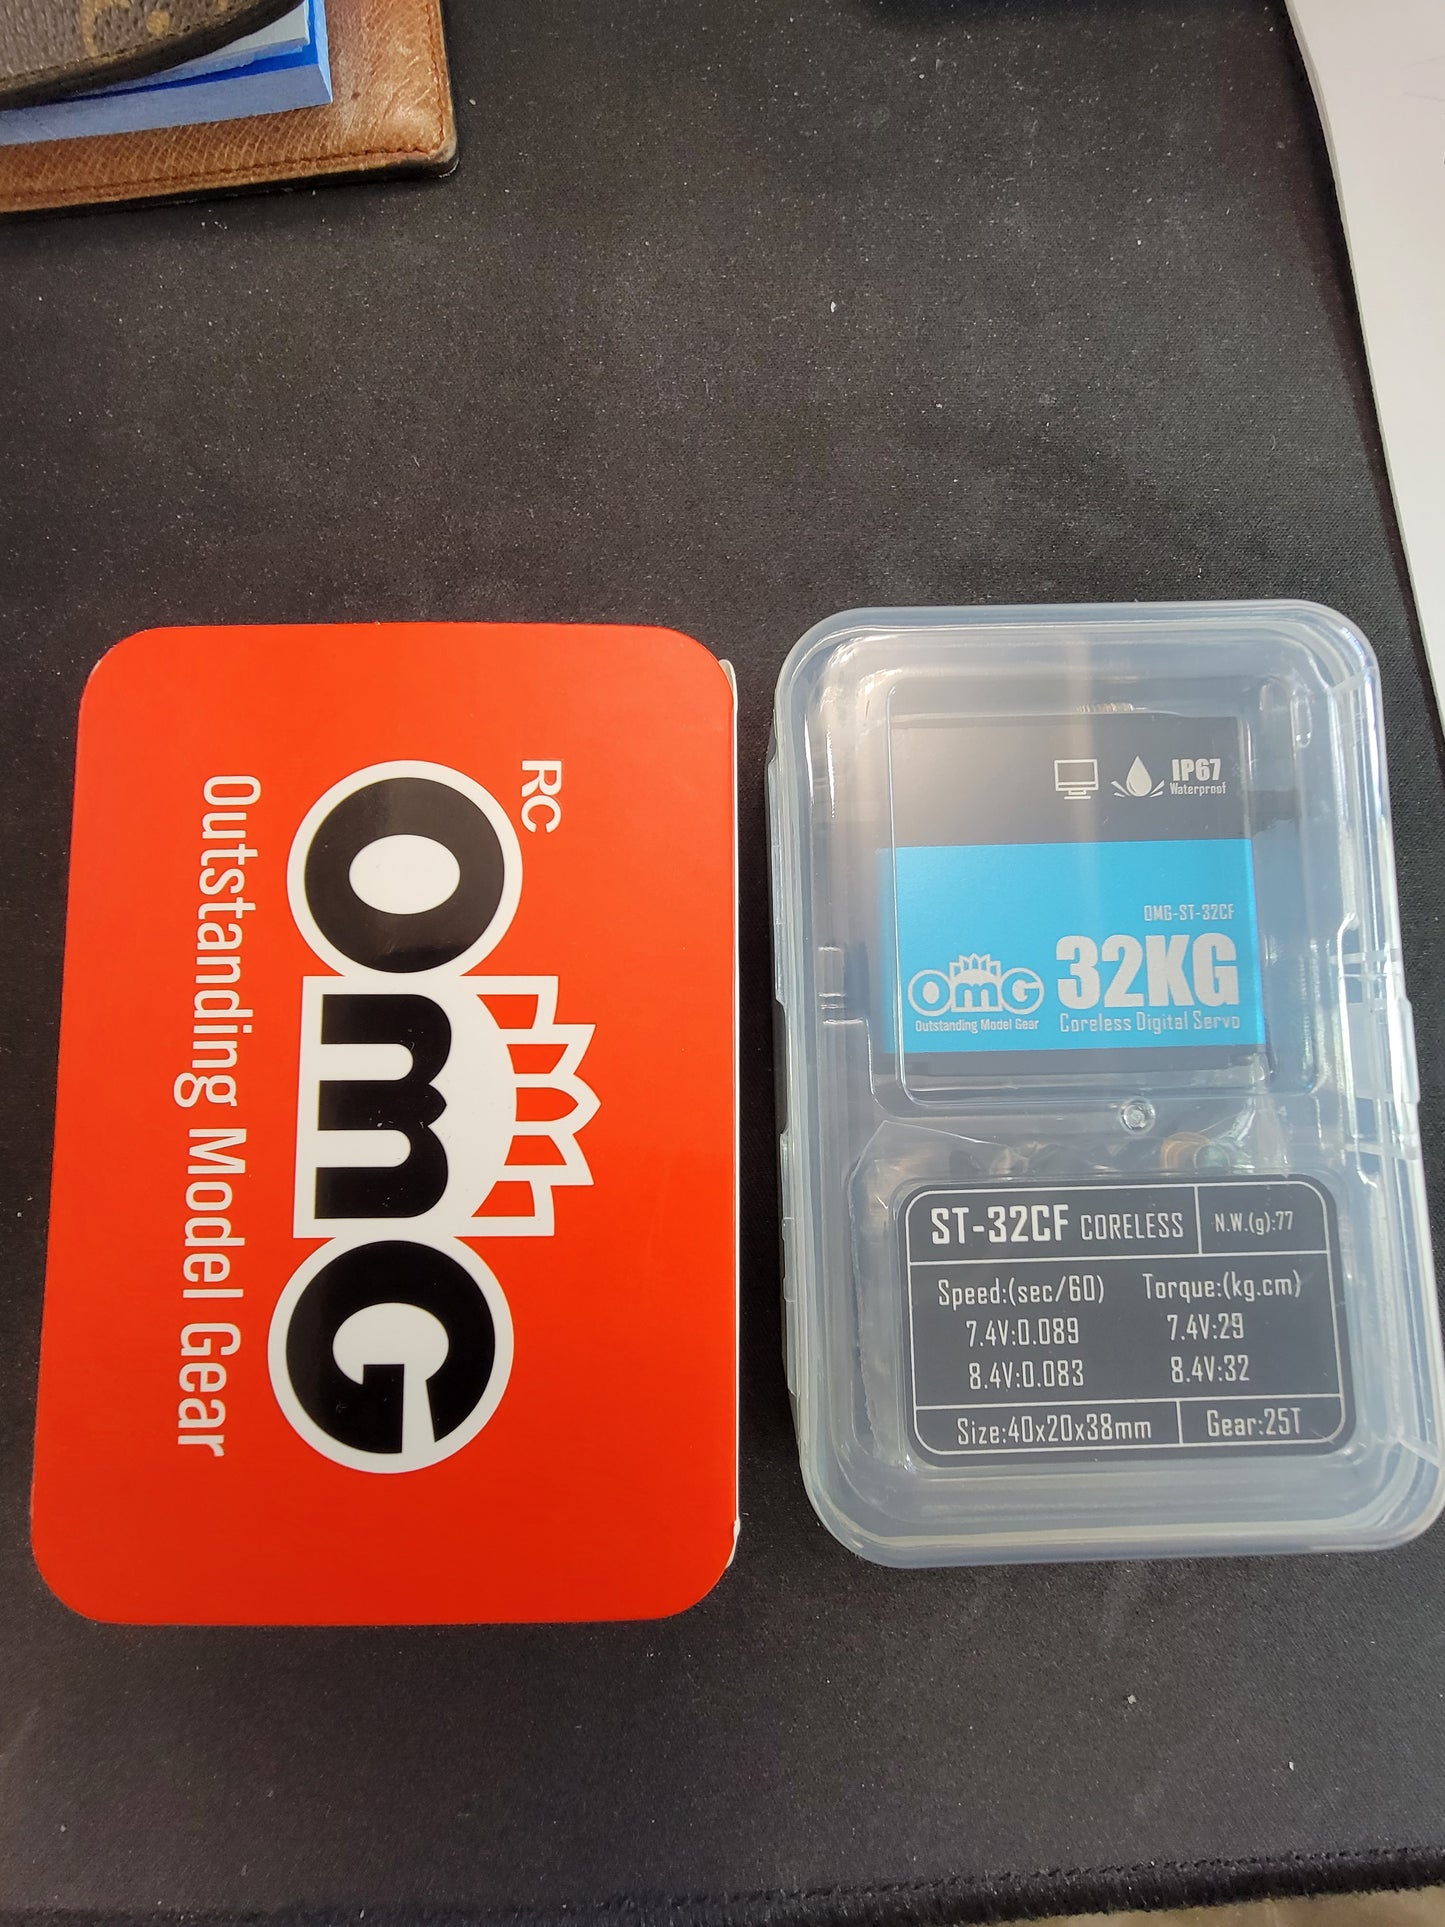 RC
OMG
Outstanding Model Gear
IP67
Waterproof
OMG-ST-32CF
OMG
32KG
Outstanding Model Gear
Coreless Digital Servo
ST-32CF CORELESS
N.W.(g):77
Speed:(sec/60)
Torque:(kg.cm)
7.4V:0.089
7.4V:29
8.4V:0.083
8.4V:32
Size:40x20x38mm
Gear:25T